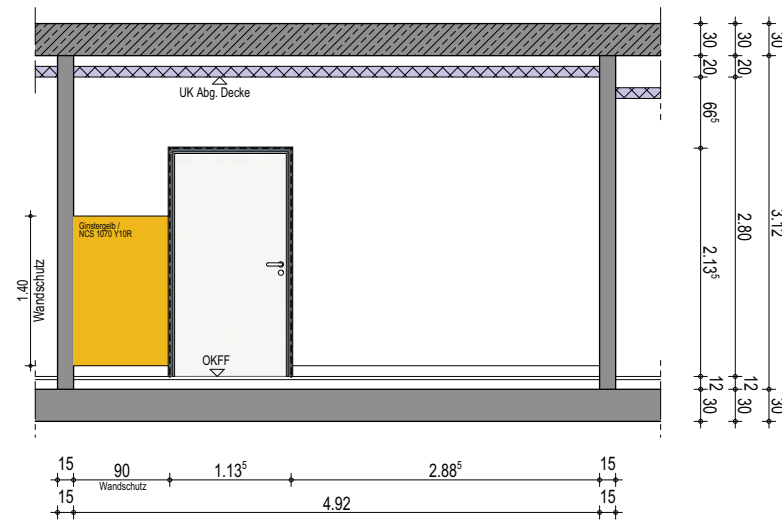 UK Abg. Decke
Ginstergelb /
NCS 1070 Y10R
OKFF
Wandschutz
1.40
15 90 1.13⁵ 2.88⁵ 15
Wandschutz
15 4.92 15
30 20 66⁵ 2.13⁵ 12 30
30 20 2.80 12 30
30 3.12 30